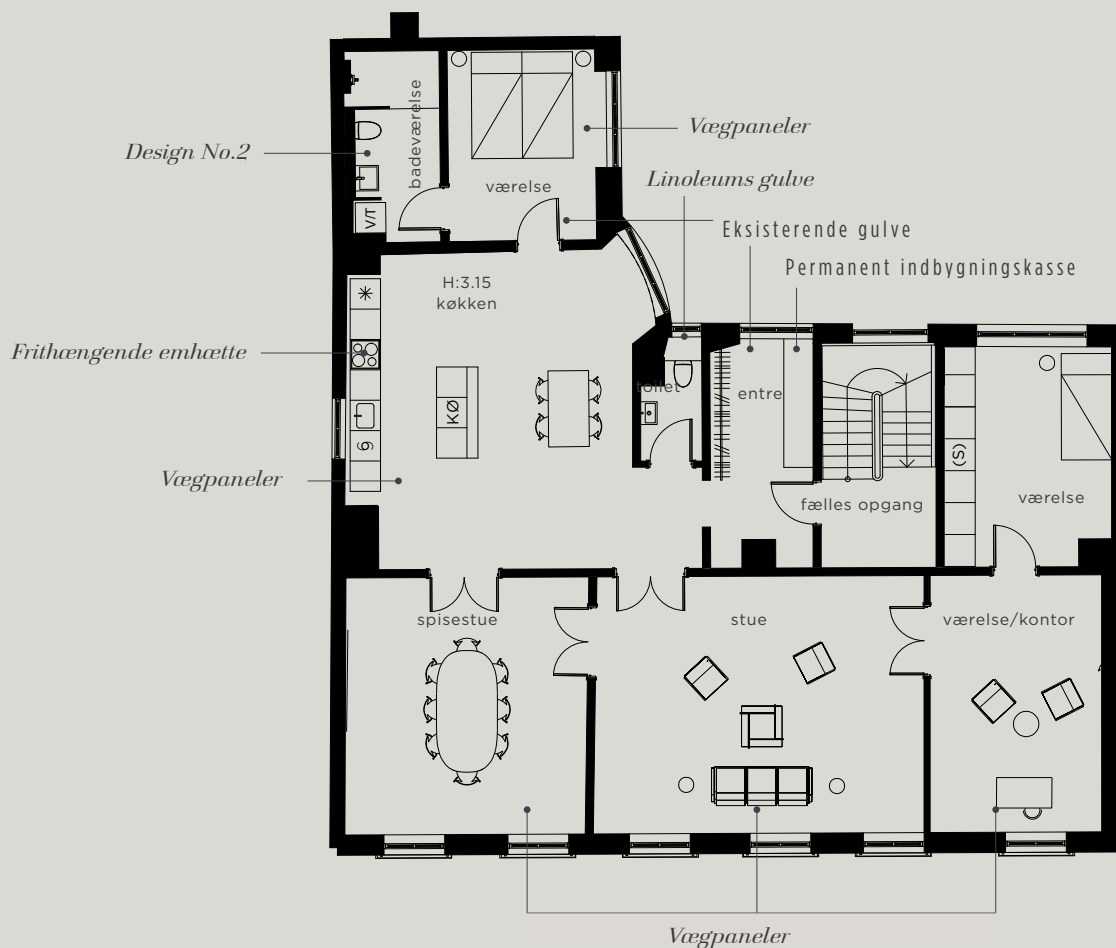 badeværelse
Vægpaneler
Design No.2
Linoleums gulve
værelse
V/T
Eksisterende gulve
Permanent indbygningskasse
H:3.15
køkken
Frithængende emhætte
toilet
entre
KØ
(S)
Vægpaneler
værelse
fælles opgang
spisestue
stue
værelse/kontor
Vægpaneler